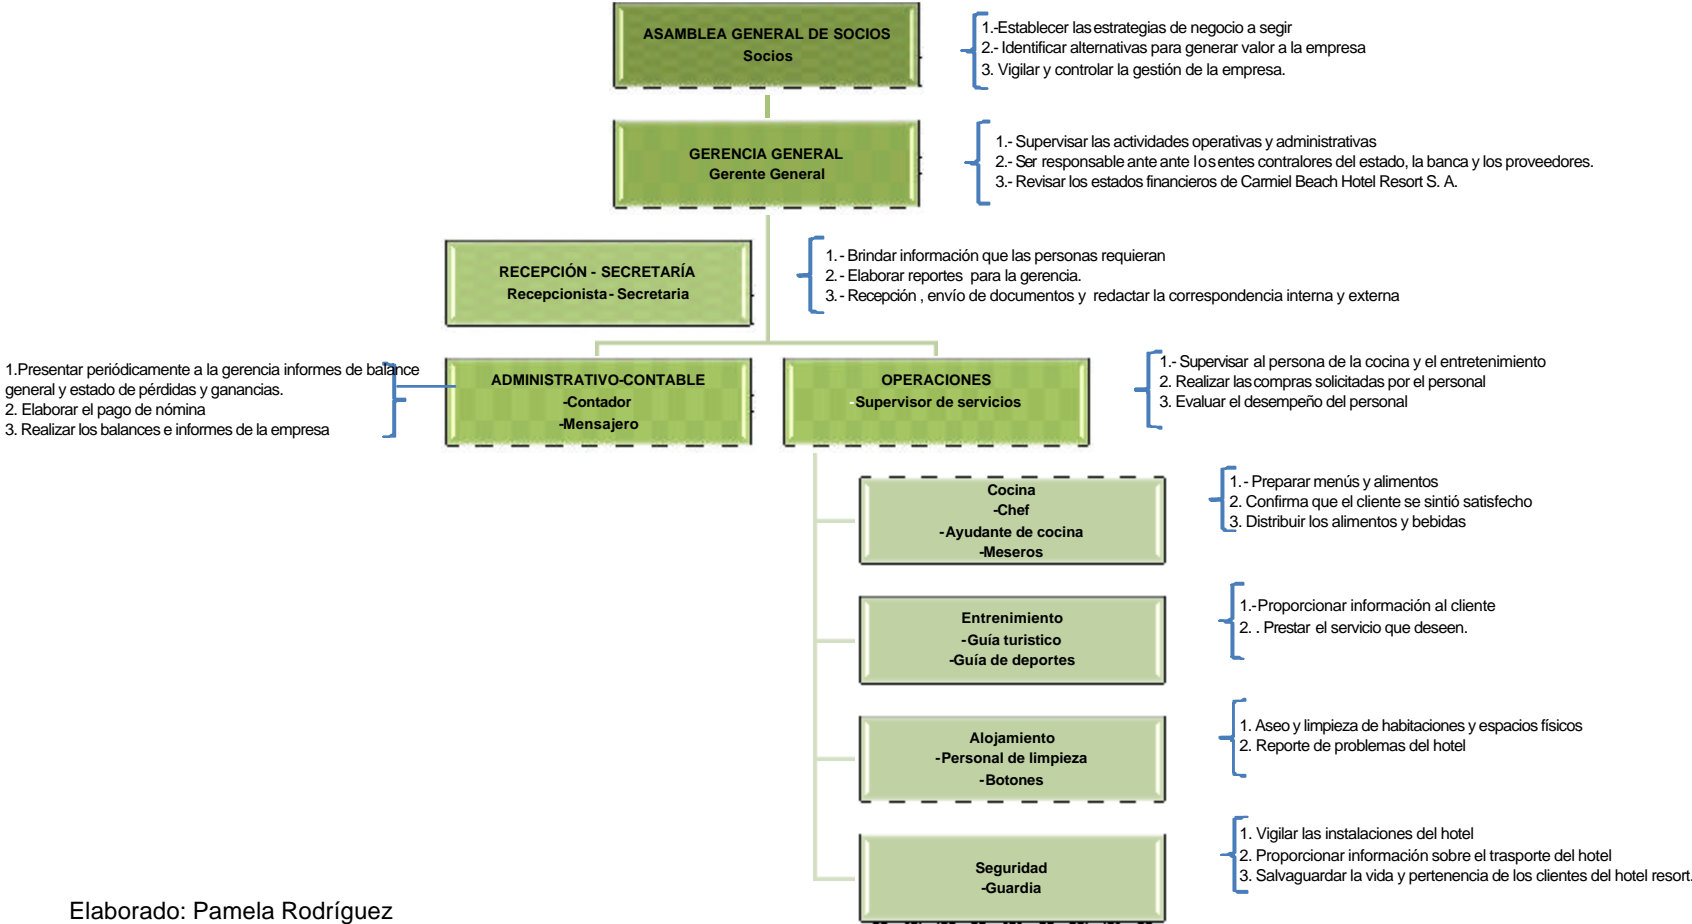 ASAMBLEA GENERAL DE SOCIOS
Socios
1.-Establecer las estrategias de negocio a segir
2.- Identificar alternativas para generar valor a la empresa
3. Vigilar y controlar la gestión de la empresa.
GERENCIA GENERAL
Gerente General
1.- Supervisar las actividades operativas y administrativas
2.- Ser responsable ante ante los entes contralores del estado, la banca y los proveedores.
3.- Revisar los estados financieros de Carmiel Beach Hotel Resort S. A.
RECEPCIÓN - SECRETARÍA
Recepcionista - Secretaria
1.- Brindar información que las personas requieran
2.- Elaborar reportes para la gerencia.
3.- Recepción , envío de documentos y redactar la correspondencia interna y externa
1.Presentar periódicamente a la gerencia informes de balance
general y estado de pérdidas y ganancias.
2. Elaborar el pago de nómina
3. Realizar los balances e informes de la empresa
ADMINISTRATIVO-CONTABLE
-Contador
-Mensajero
OPERACIONES
-Supervisor de servicios
1.- Supervisar al persona de la cocina y el entretenimiento
2. Realizar las compras solicitadas por el personal
3. Evaluar el desempeño del personal
Cocina
-Chef
-Ayudante de cocina
-Meseros
1.- Preparar menús y alimentos
2. Confirma que el cliente se sintió satisfecho
3. Distribuir los alimentos y bebidas
Entrenimiento
-Guía turistico
-Guía de deportes
1.-Proporcionar información al cliente
2. . Prestar el servicio que deseen.
Alojamiento
-Personal de limpieza
-Botones
1. Aseo y limpieza de habitaciones y espacios físicos
2. Reporte de problemas del hotel
Seguridad
-Guardia
1. Vigilar las instalaciones del hotel
2. Proporcionar información sobre el trasporte del hotel
3. Salvaguardar la vida y pertenencia de los clientes del hotel resort.
Elaborado: Pamela Rodríguez